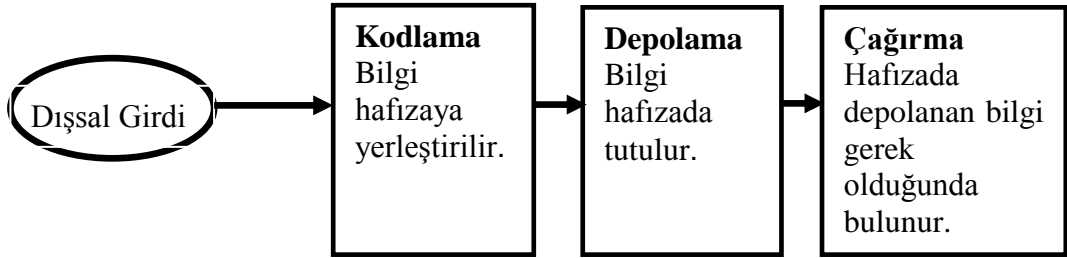 Dışsal Girdi
Kodlama
Bilgi
hafızaya
yerleştirilir.
Depolama
Bilgi
hafızada
tutulur.
Çağırma
Hafızada
depolanan bilgi
gerek
olduğunda
bulunur.